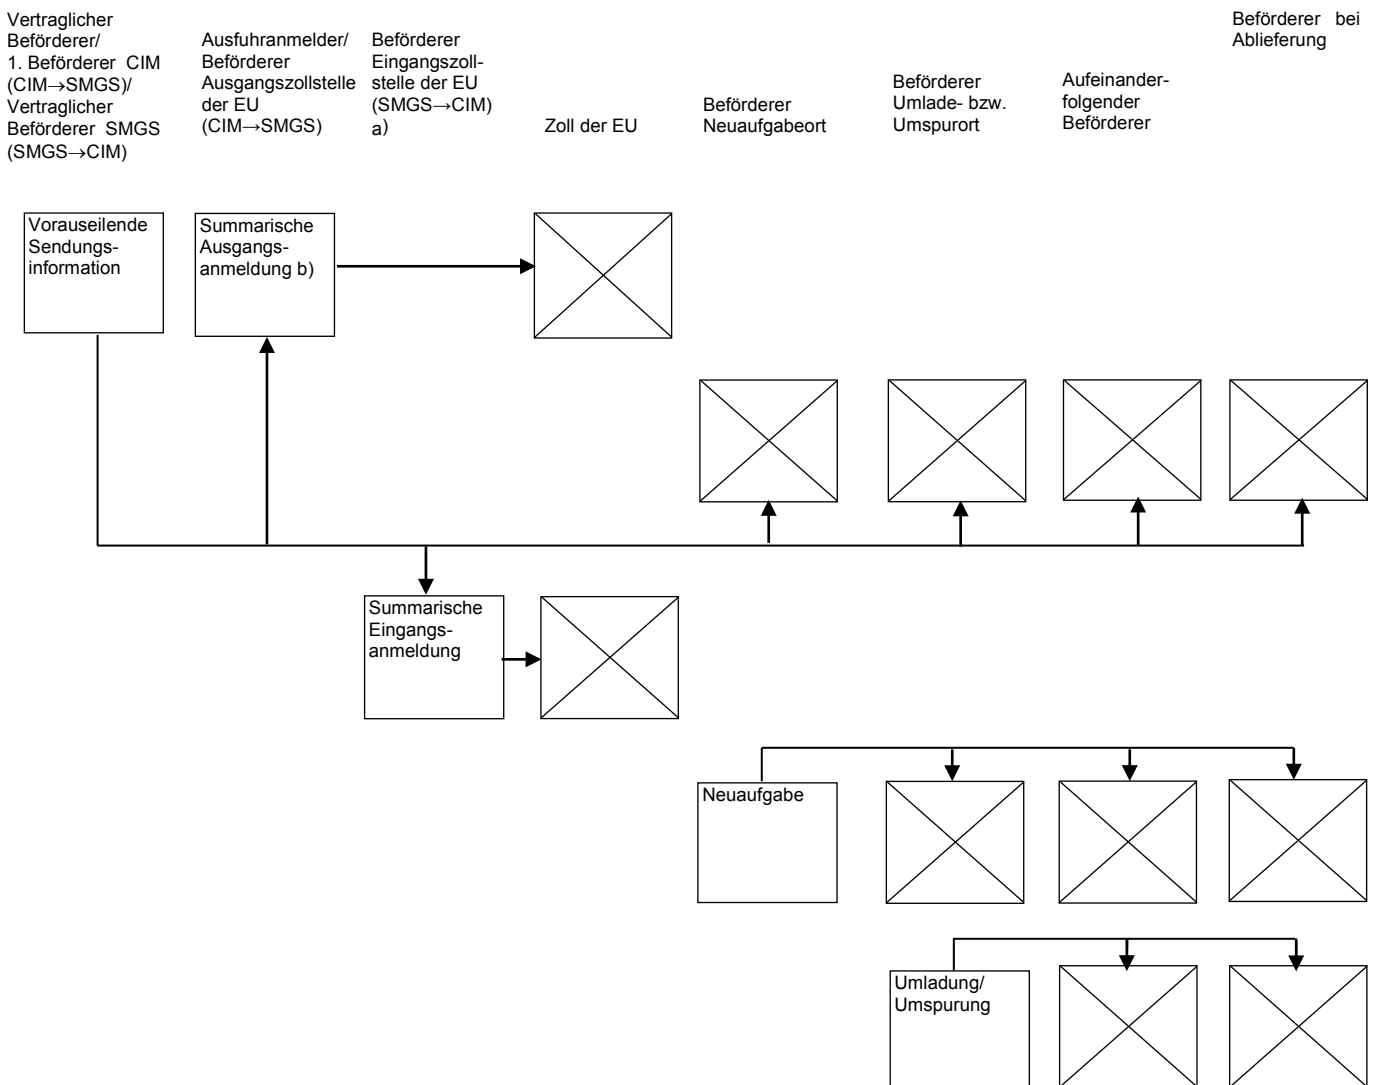 Vertraglicher
Beförderer/
1. Beförderer CIM
(CIM→SMGS)/
Vertraglicher
Beförderer SMGS
(SMGS→CIM)
Ausfuhranmelder/
Beförderer
Ausgangszollstelle
der EU
(CIM→SMGS)
Beförderer
Eingangszoll-
stelle der EU
(SMGS→CIM)
a)
Zoll der EU
Beförderer
Neuaufgabeort
Beförderer
Umlade- bzw.
Umspurort
Aufeinander-
folgender
Beförderer
Beförderer bei
Ablieferung
Vorauseilende
Sendungs-
information
Summarische
Ausgangs-
anmeldung b)
Summarische
Eingangs-
anmeldung
Neuaufgabe
Umladung/
Umspurung